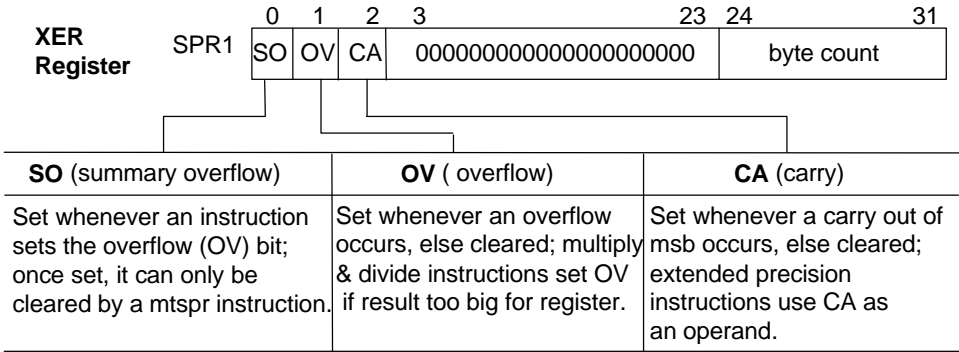 0 1 2 3 23 24 31
XER
Register
SPR1
SO OV CA 000000000000000000000 byte count
SO (summary overflow)
Set whenever an instruction
sets the overflow (OV) bit;
once set, it can only be
cleared by a mtspr instruction.
OV ( overflow)
Set whenever an overflow
occurs, else cleared; multiply
& divide instructions set OV
if result too big for register.
CA (carry)
Set whenever a carry out of
msb occurs, else cleared;
extended precision
instructions use CA as
an operand.